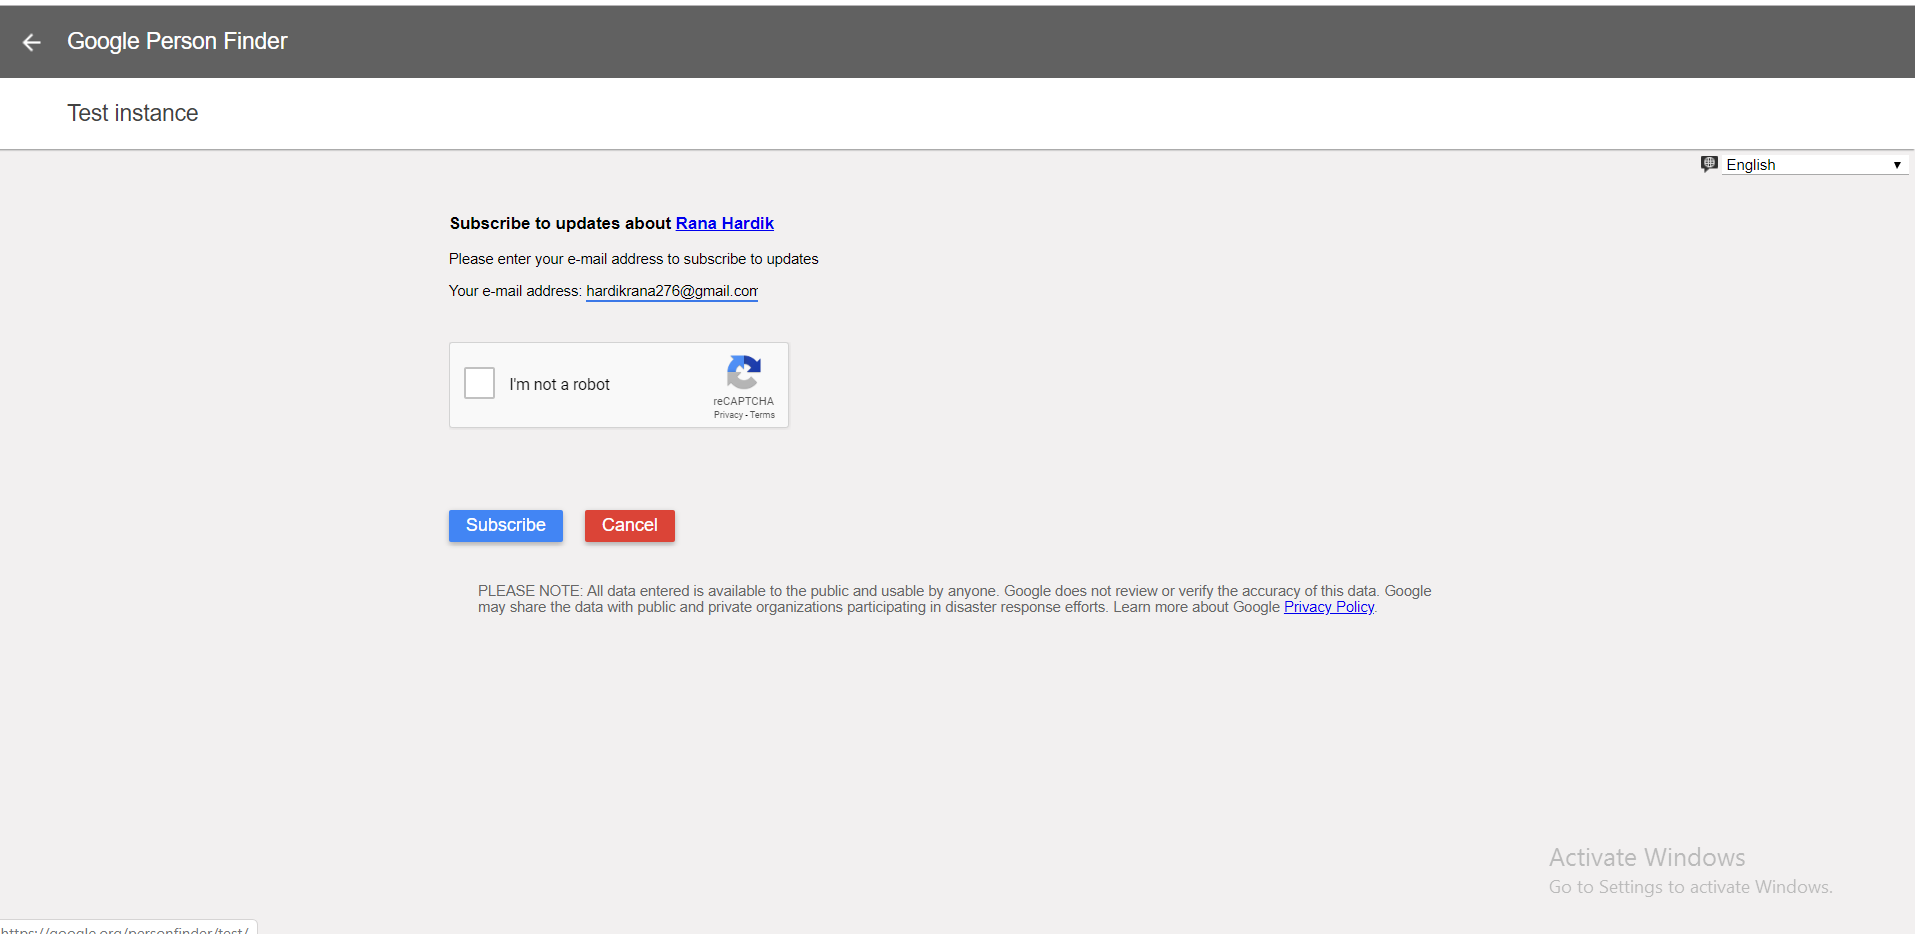 Google Person Finder
Test instance
English
Subscribe to updates about Rana Hardik
Please enter your e-mail address to subscribe to updates
Your e-mail address: hardikrana276@gmail.com
I'm not a robot
reCAPTCHA
Privacy - Terms
Subscribe Cancel
PLEASE NOTE: All data entered is available to the public and usable by anyone. Google does not review or verify the accuracy of this data. Google
may share the data with public and private organizations participating in disaster response efforts. Learn more about Google Privacy Policy.
Activate Windows
Go to Settings to activate Windows.
https://google.org/personfinder/test/